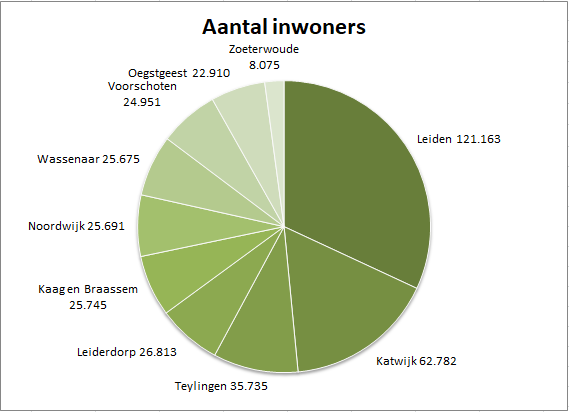 Aantal inwoners
Zoeterwoude
8.075
Oegstgeest 22.910
Voorschoten
24.951
Leiden 121.163
Wassenaar 25.675
Noordwijk 25.691
Kaag en Braassem
25.745
Leiderdorp 26.813
Katwijk 62.782
Teylingen 35.735